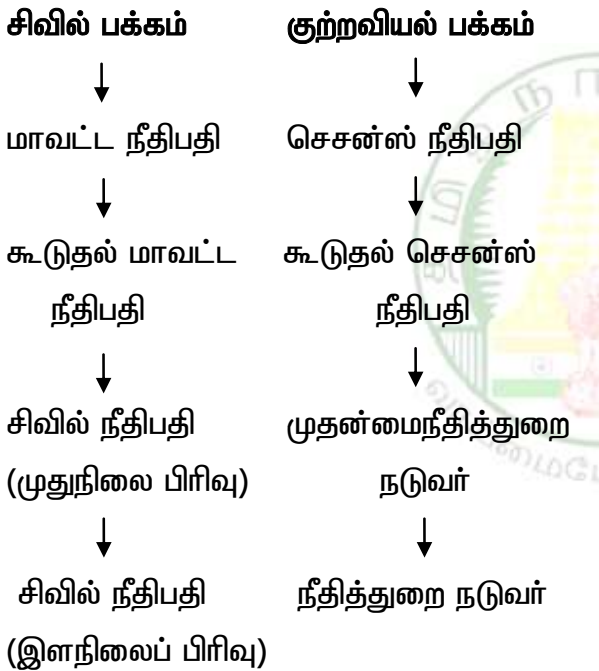 சிவில் பக்கம் குற்றவியல் பக்கம்
மாவட்ட நீதிபதி செசன்ஸ் நீதிபதி
கூடுதல் மாவட்ட கூடுதல் செசன்ஸ்
நீதிபதி நீதிபதி
சிவில் நீதிபதி முதன்மைநீதித்துறை
(முதுநிலை பிரிவு) நடுவர்
சிவில் நீதிபதி நீதித்துறை நடுவர்
(இளநிலைப் பிரிவு)